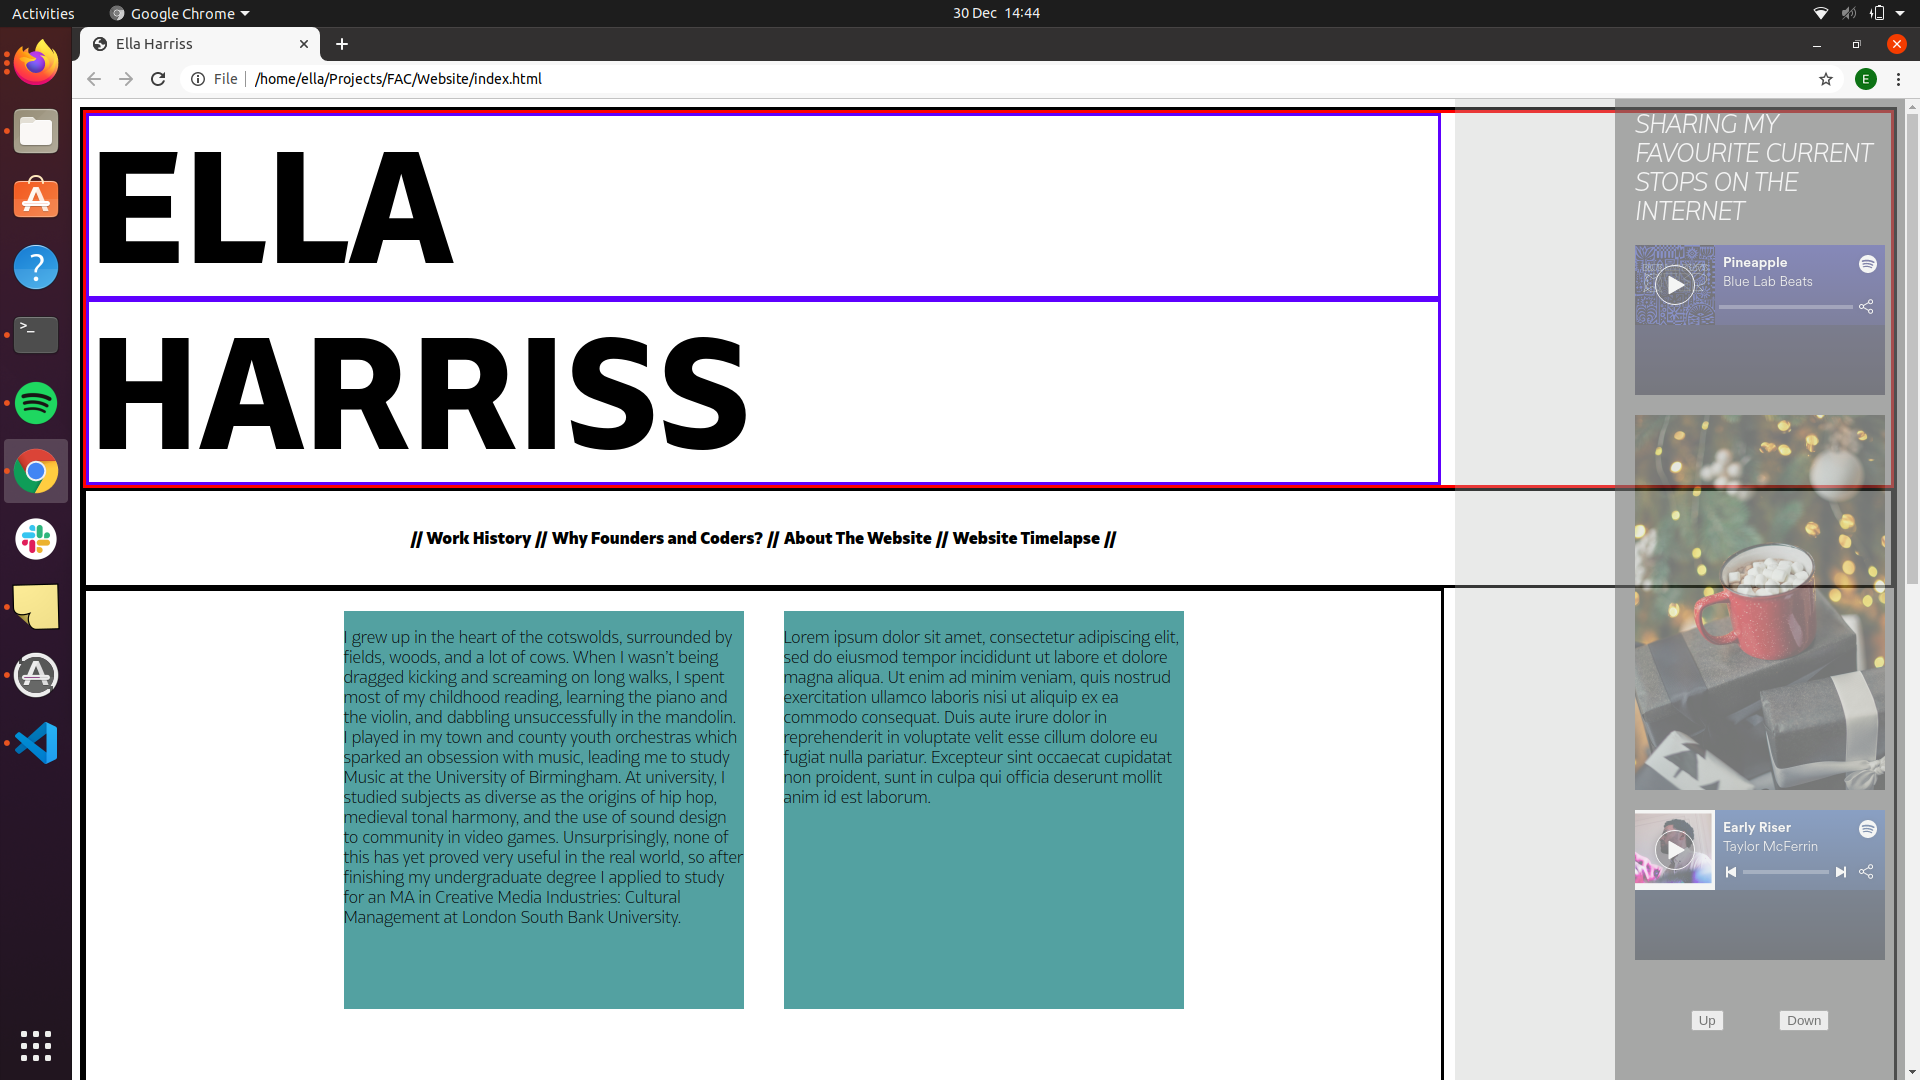 Activities
Google Chrome
30 Dec 14:44
Ella Harriss
File
/home/ella/Projects/FAC/Website/index.html
E
ELLA
HARRISS
// Work History // Why Founders and Coders? // About The Website // Website Timelapse //
I grew up in the heart of the cotswolds, surrounded by
fields, woods, and a lot of cows. When I wasn't being
dragged kicking and screaming on long walks, I spent
most of my childhood reading, learning the piano and
the violin, and dabbling unsuccessfully in the mandolin.
I played in my town and county youth orchestras which
sparked an obsession with music, leading me to study
Music at the University of Birmingham. At university, I
studied subjects as diverse as the origins of hip hop,
medieval tonal harmony, and the use of sound design
to community in video games. Unsurprisingly, none of
this has yet proved very useful in the real world, so after
finishing my undergraduate degree I applied to study
for an MA in Creative Media Industries: Cultural
Management at London South Bank University.
Lorem ipsum dolor sit amet, consectetur adipiscing elit,
sed do eiusmod tempor incididunt ut labore et dolore
magna aliqua. Ut enim ad minim veniam, quis nostrud
exercitation ullamco laboris nisi ut aliquip ex ea
commodo consequat. Duis aute irure dolor in
reprehenderit in voluptate velit esse cillum dolore eu
fugiat nulla pariatur. Excepteur sint occaecat cupidatat
non proident, sunt in culpa qui officia deserunt mollit
anim id est laborum.
SHARING MY
FAVOURITE CURRENT
STOPS ON THE
INTERNET
Pineapple
Blue Lab Beats
Early Riser
Taylor McFerrin
Up
Down